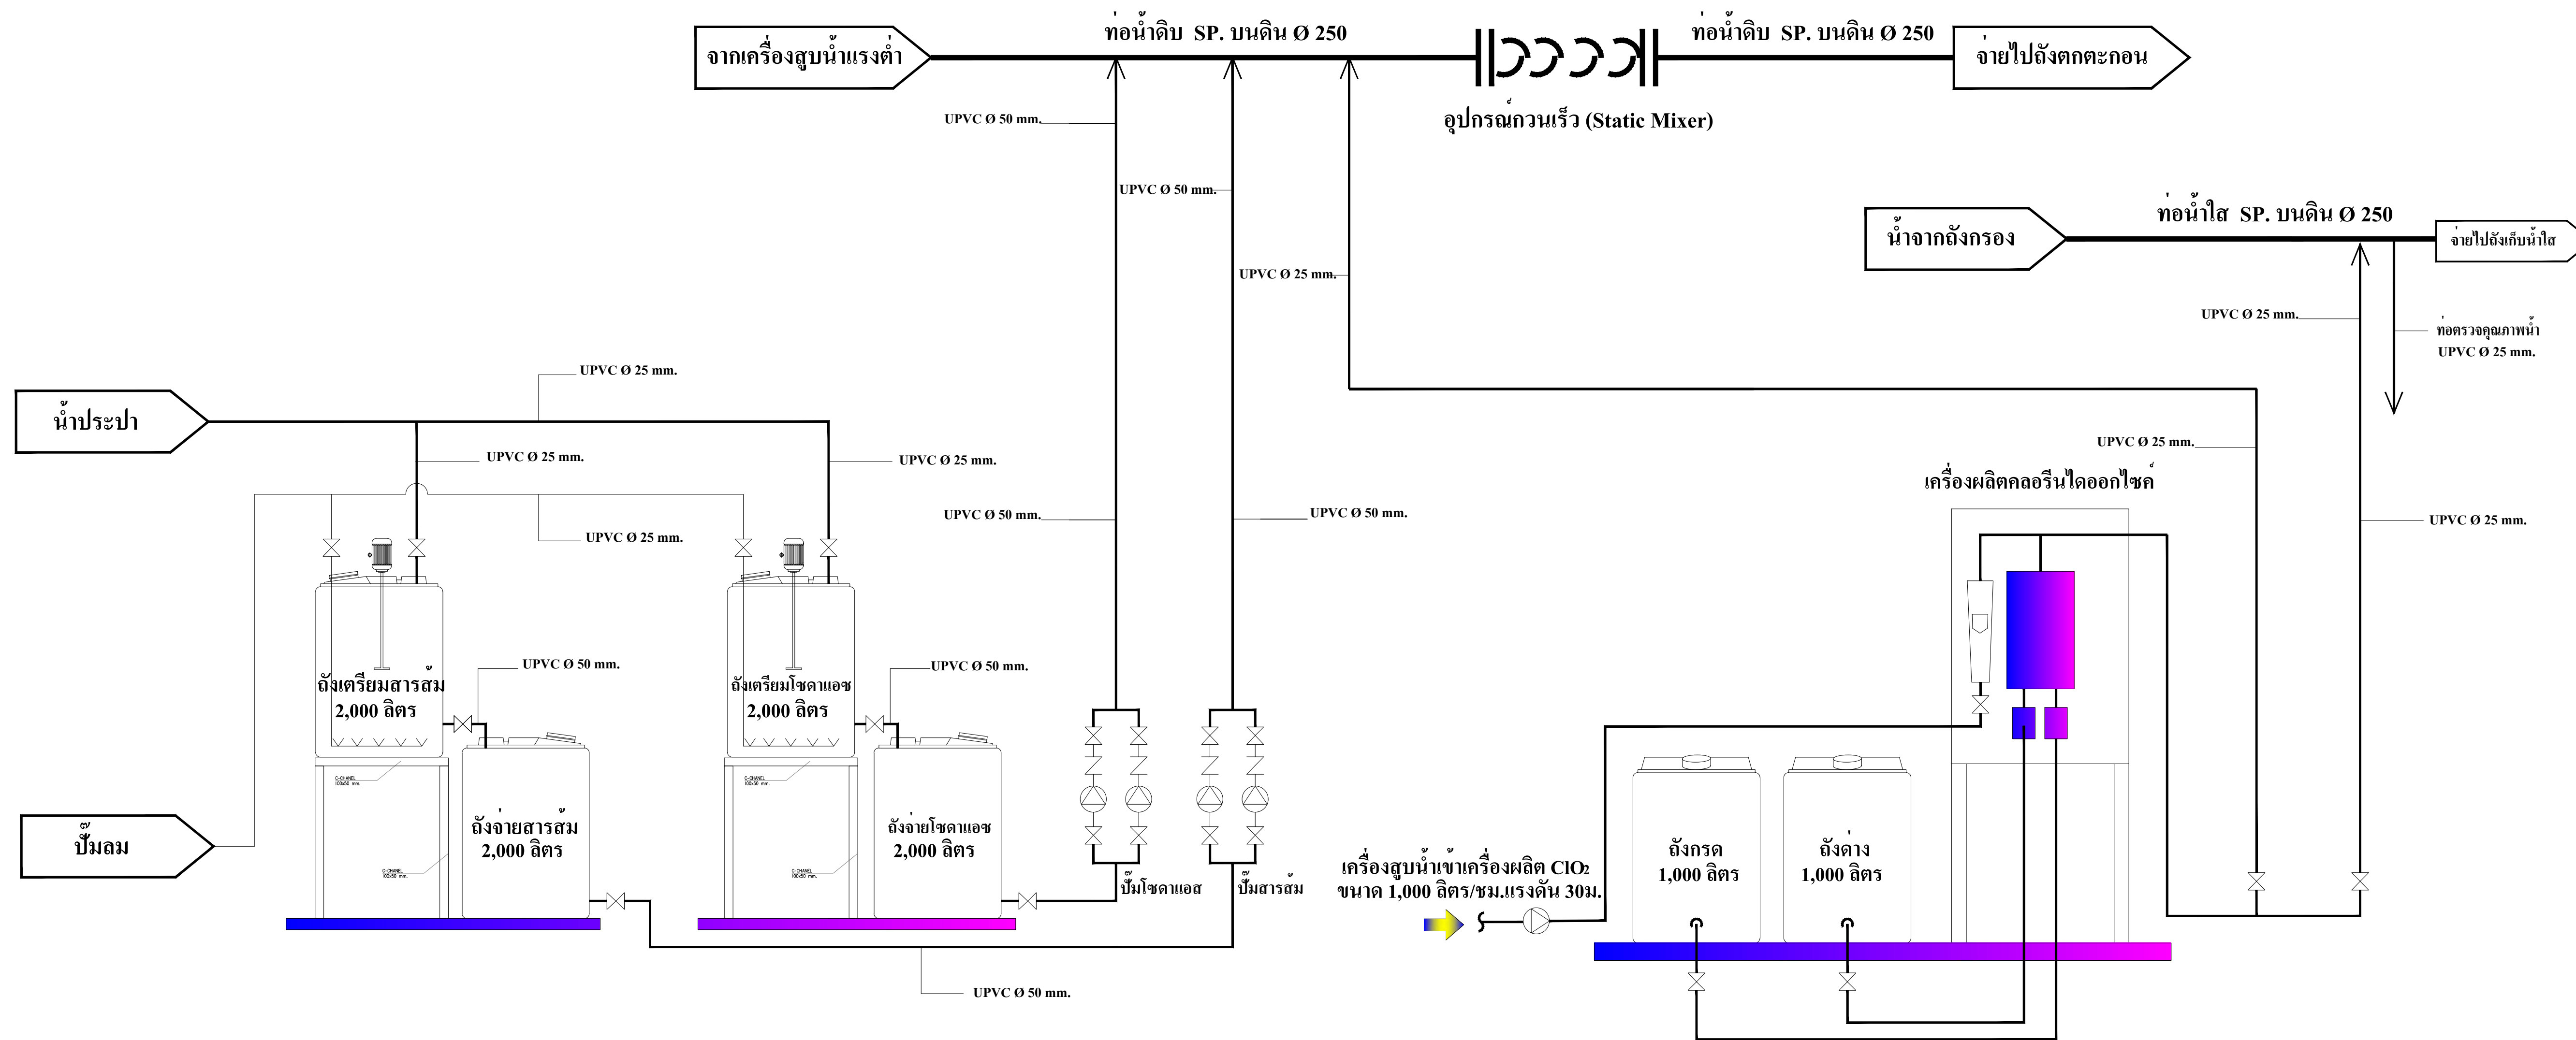 ท่อน้ำดิบ SP. บนดิน Ø 250
ท่อน้ำดิบ SP. บนดิน Ø 250
จากเครื่องสูบน้ำแรงต่ำ
จ่ายไปถังตกตะกอน
อุปกรณ์กวนเร็ว (Static Mixer)
UPVC Ø 50 mm.
UPVC Ø 50 mm.
UPVC Ø 25 mm.
ท่อน้ำใส SP. บนดิน Ø 250
น้ำจากถังกรอง
จ่ายไปถังเก็บน้ำใส
UPVC Ø 25 mm.
ท่อตรวจคุณภาพน้ำ
UPVC Ø 25 mm.
UPVC Ø 25 mm.
น้ำประปา
UPVC Ø 25 mm.
UPVC Ø 25 mm.
UPVC Ø 25 mm.
เครื่องผลิตคลอรีนไดออกไซค์
UPVC Ø 25 mm.
UPVC Ø 50 mm.
UPVC Ø 50 mm.
UPVC Ø 25 mm.
UPVC Ø 50 mm.
UPVC Ø 50 mm.
ถังเตรียมสารส้ม
2,000 ลิตร
ถังเตรียมโซดาแอช
2,000 ลิตร
C-CHANEL
100x50 mm.
C-CHANEL
100x50 mm.
ปั๊มลม
ถังจ่ายสารส้ม
2,000 ลิตร
ถังจ่ายโซดาแอช
2,000 ลิตร
C-CHANEL
100x50 mm.
C-CHANEL
100x50 mm.
ปั๊มโซดาแอส
ปั๊มสารส้ม
เครื่องสูบน้ำเข้าเครื่องผลิต ClO2
ขนาด 1,000 ลิตร/ชม.แรงดัน 30ม.
ถังกรด
1,000 ลิตร
ถังด่าง
1,000 ลิตร
UPVC Ø 50 mm.